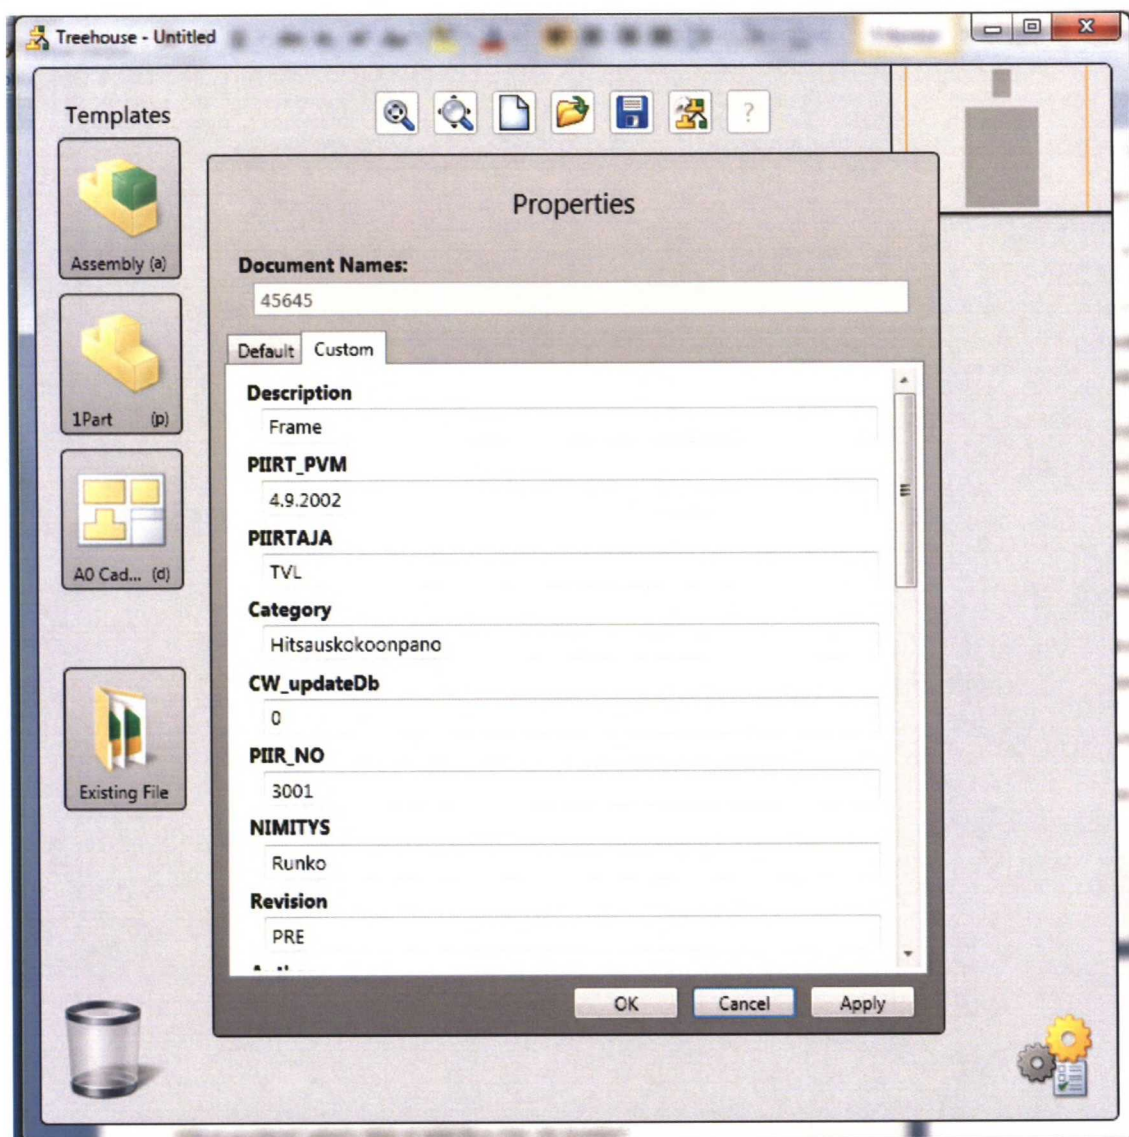 Treehouse - Untitled
Templates
?
Assembly (a)
1Part (p)
A0 Cad... (d)
Existing File
Properties
Document Names:
45645
Default
Custom
Description
Frame
PIIRT_PVM
4.9.2002
PIIRTAJA
TVL
Category
Hitsauskokoonpano
CW_updateDb
0
PIIR_NO
3001
NIMITYS
Runko
Revision
PRE
OK
Cancel
Apply